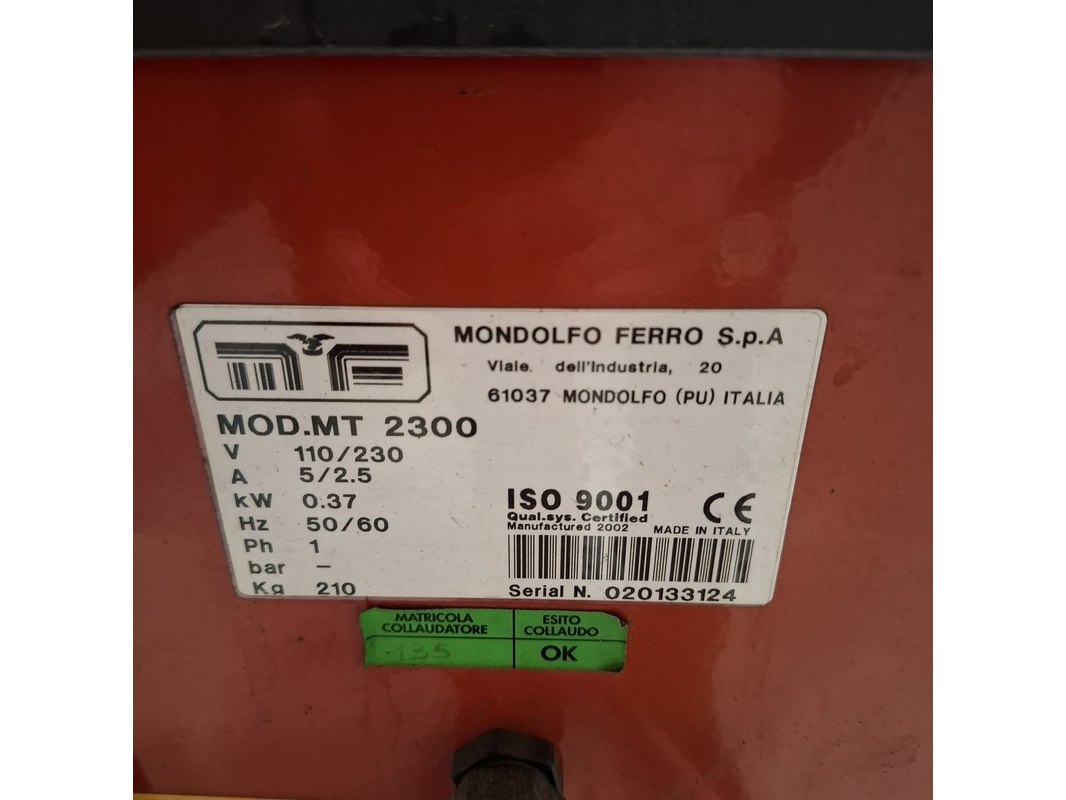 MONDOLFO FERRO S.p.A
Viale. dell'Industria, 20
61037 MONDOLFO (PU) ITALIA
MOD.MT 2300
V 110/230
A 5/2.5
kW 0.37
Hz 50/60
Ph 1
bar –
Kg 210
ISO 9001
Qual.sys. Certified
Manufactured 2002
CE
MADE IN ITALY
Serial N. 020133124
MATRICOLA
COLLAUDATORE
135
ESITO
COLLAUDO
OK